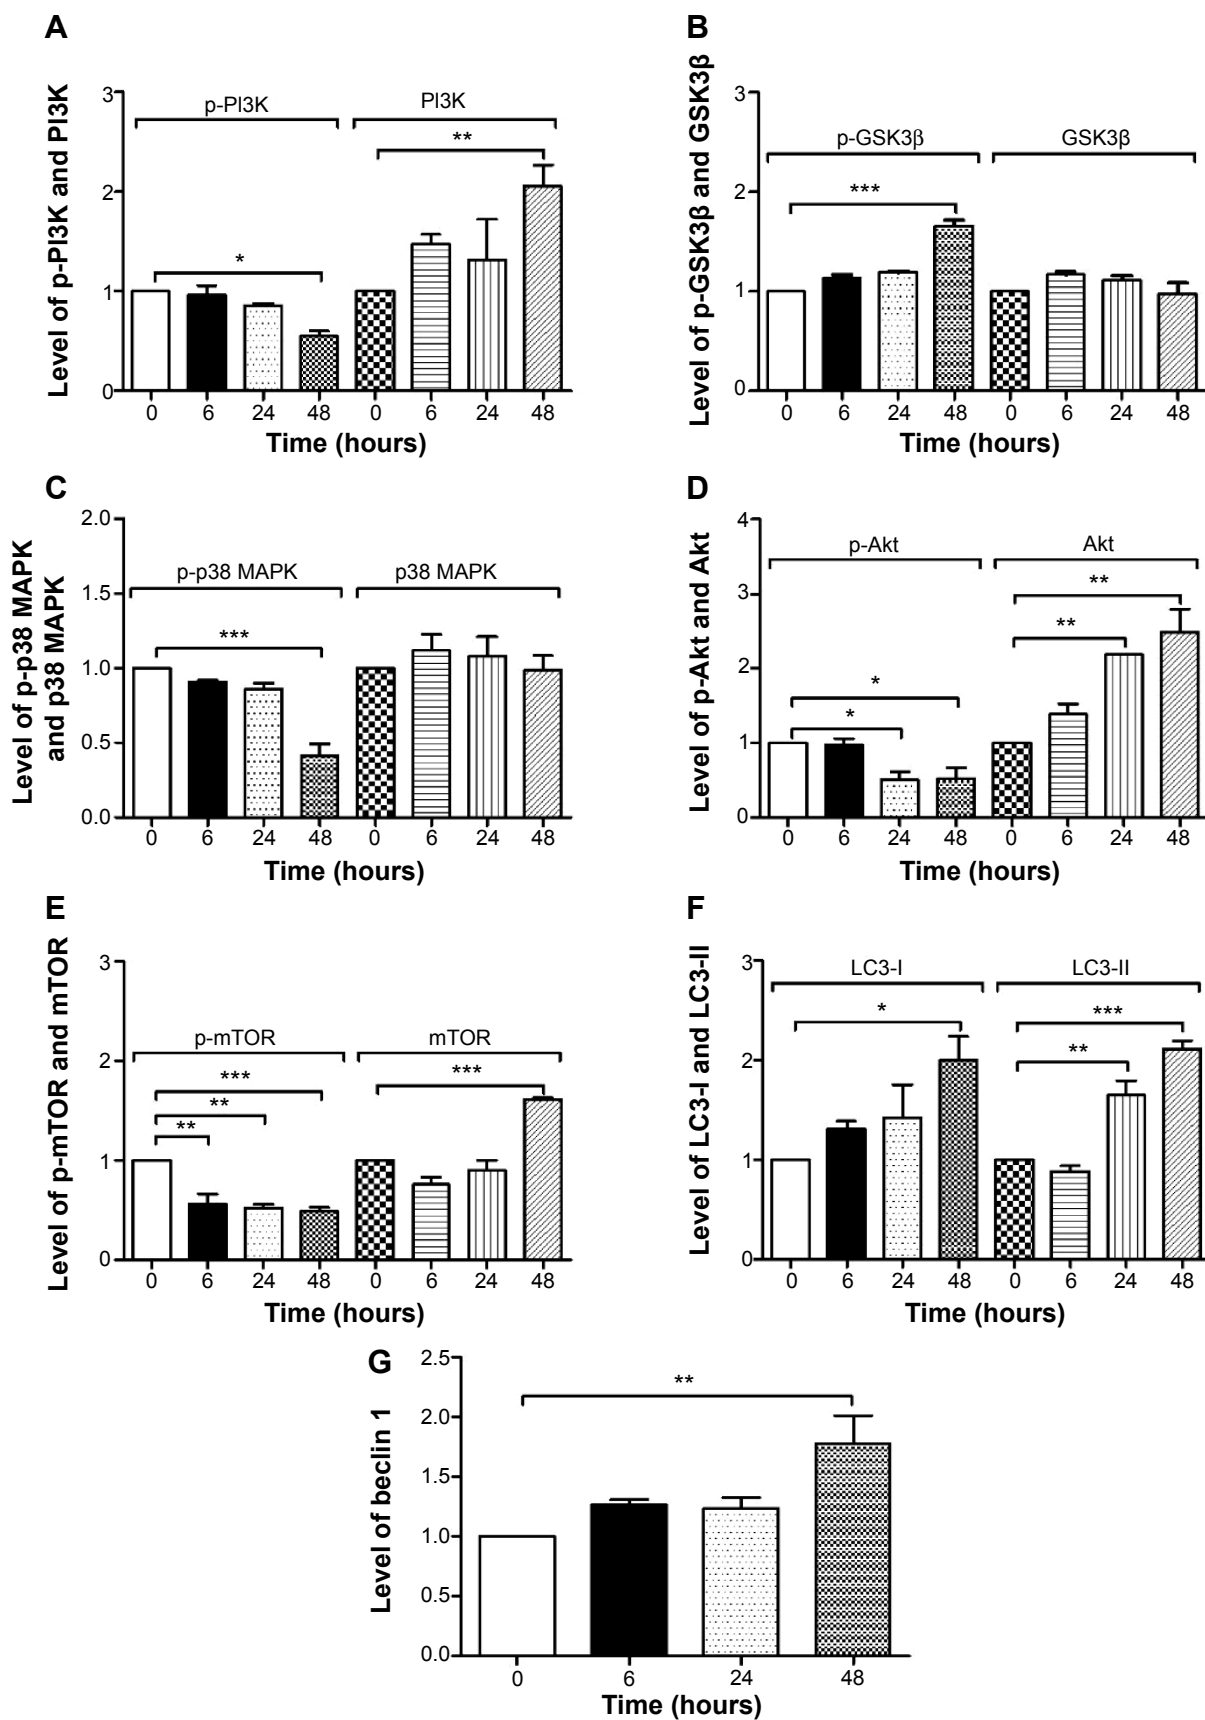 A
Level of p-PI3K and PI3K
3
2
1
0
p-PI3K
PI3K
**
*
0 6 24 48 0 6 24 48
Time (hours)
B
Level of p-GSK3β and GSK3β
3
2
1
0
p-GSK3β
GSK3β
***
0 6 24 48 0 6 24 48
Time (hours)
C
Level of p-p38 MAPK
and p38 MAPK
2.0
1.5
1.0
0.5
0.0
p-p38 MAPK
p38 MAPK
***
0 6 24 48 0 6 24 48
Time (hours)
D
Level of p-Akt and Akt
4
3
2
1
0
p-Akt
Akt
**
**
*
*
0 6 24 48 0 6 24 48
Time (hours)
E
Level of p-mTOR and mTOR
3
2
1
0
p-mTOR
mTOR
***
***
**
**
0 6 24 48 0 6 24 48
Time (hours)
F
Level of LC3-I and LC3-II
3
2
1
0
LC3-I
LC3-II
*
***
**
0 6 24 48 0 6 24 48
Time (hours)
G
Level of beclin 1
2.5
2.0
1.5
1.0
0.5
0.0
**
0 6 24 48
Time (hours)